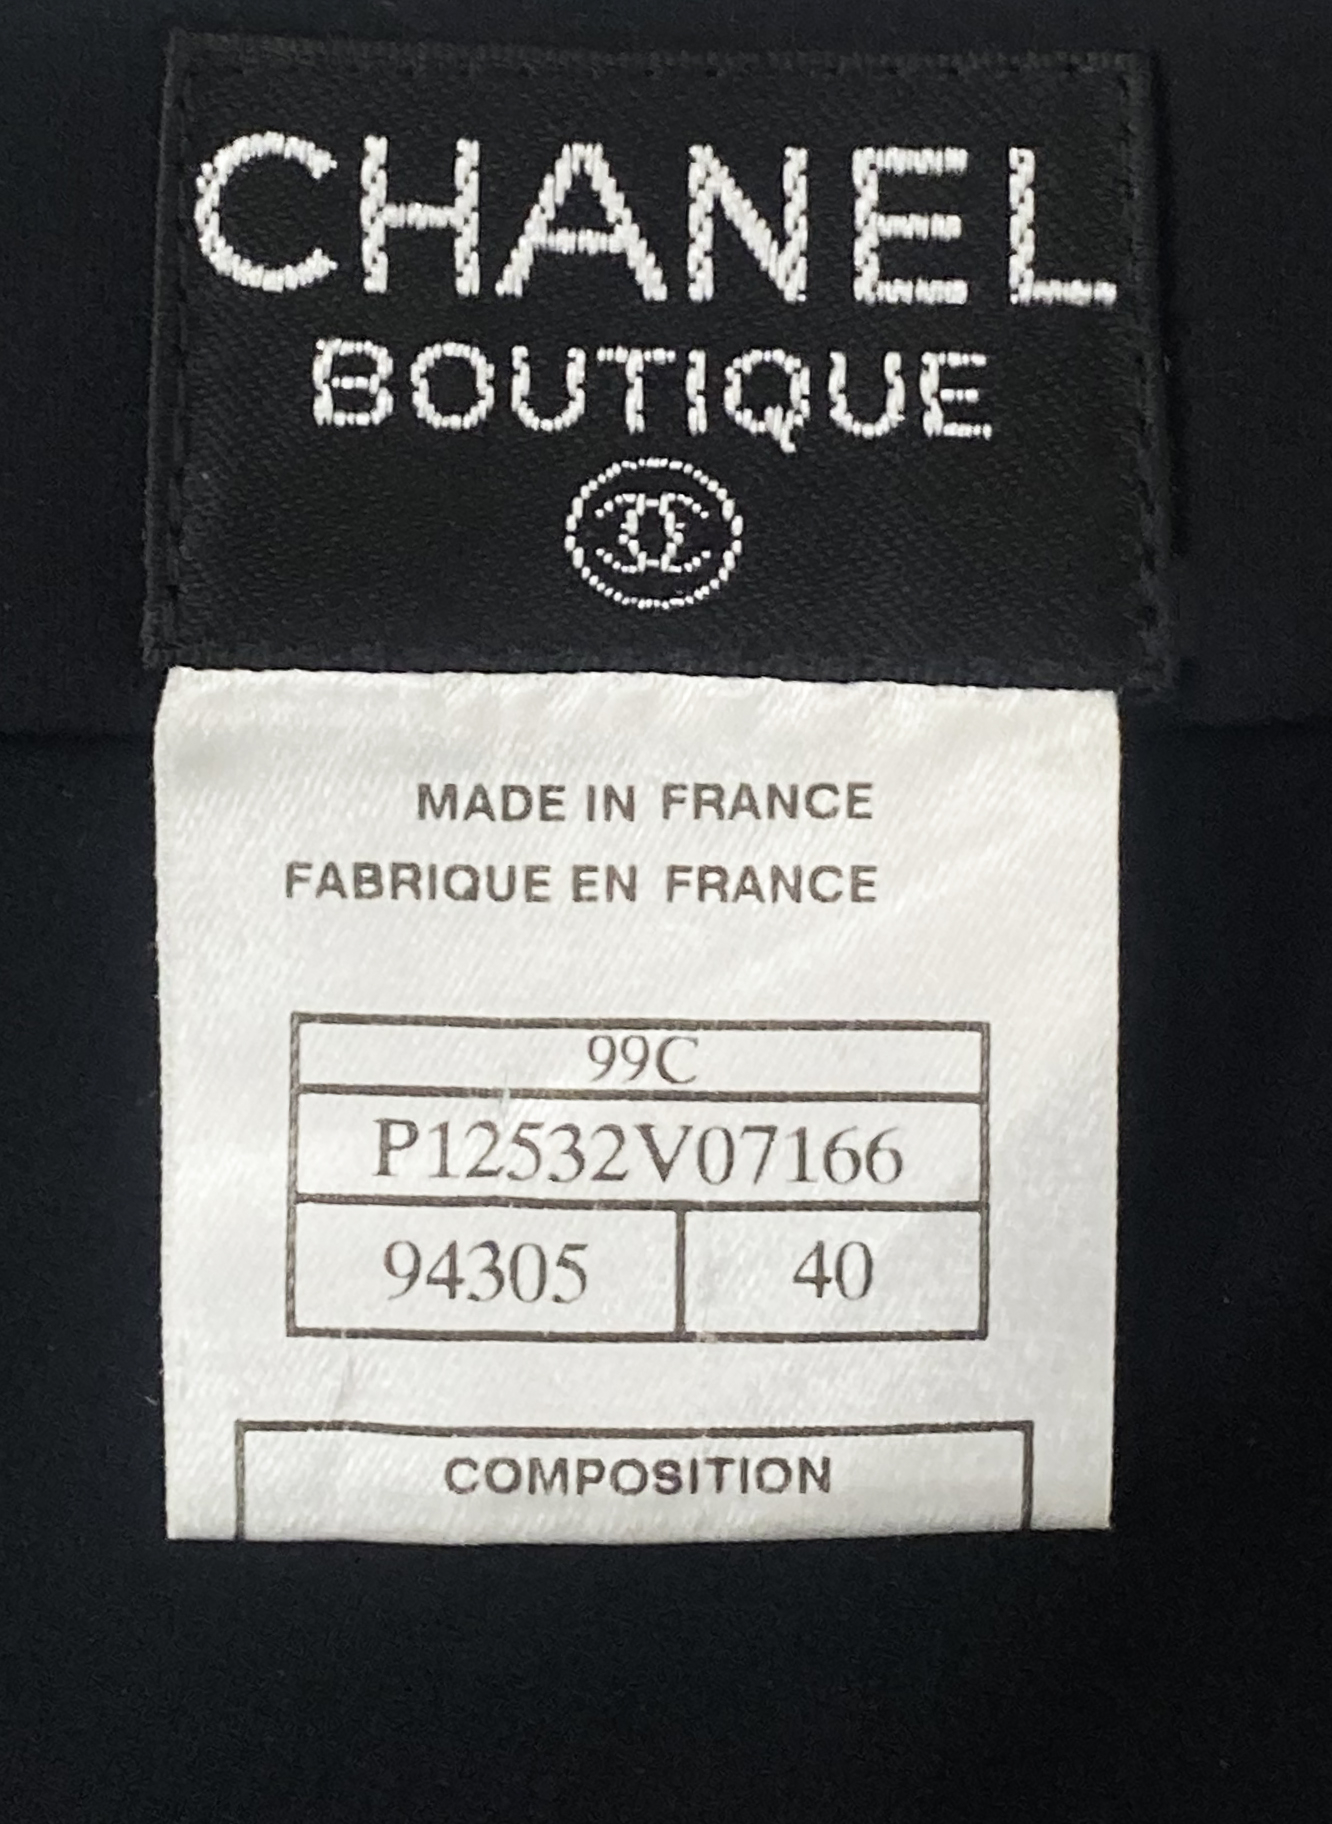 CHANEL
BOUTIQUE
MADE IN FRANCE
FABRIQUE EN FRANCE
99C
P12532V07166
94305 40
COMPOSITION